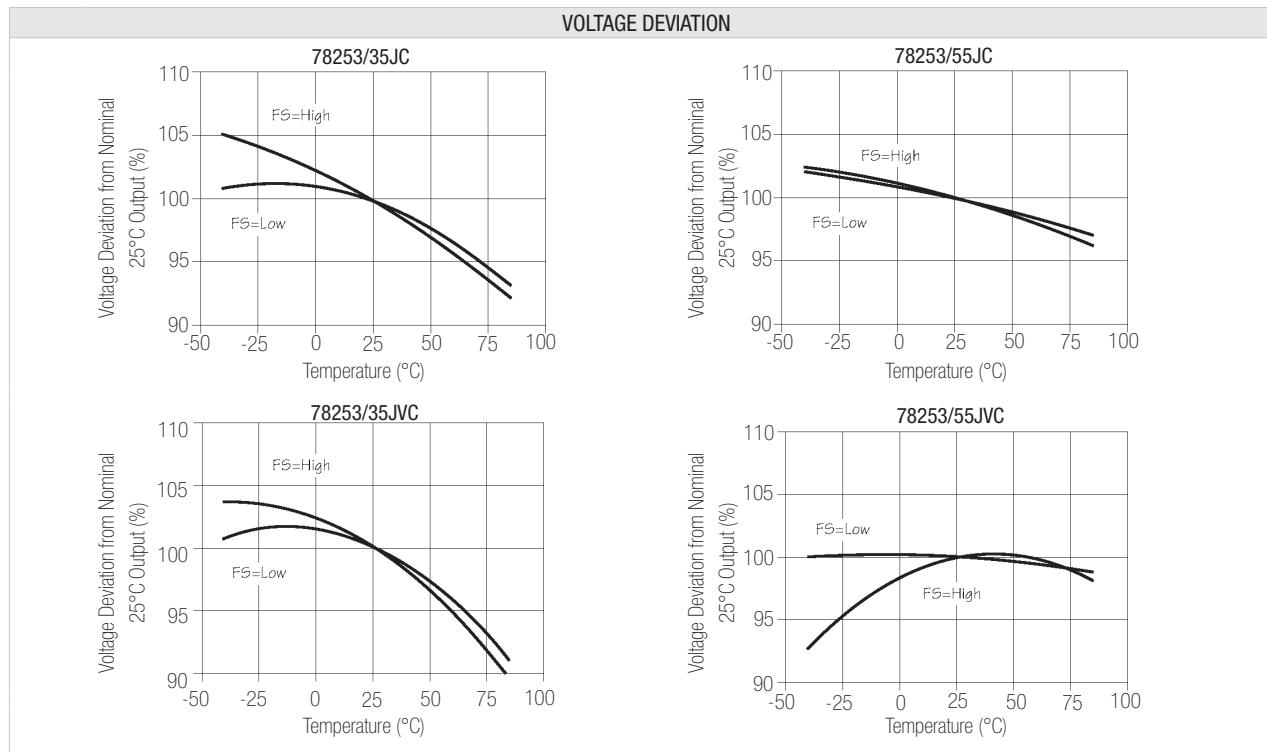 VOLTAGE DEVIATION
78253/35JC
Voltage Deviation from Nominal
25°C Output (%)
110
105
100
95
90
FS=High
FS=Low
-50 -25 0 25 50 75 100
Temperature (°C)
78253/55JC
Voltage Deviation from Nominal
25°C Output (%)
110
105
100
95
90
FS=High
FS=Low
-50 -25 0 25 50 75 100
Temperature (°C)
78253/35JVC
Voltage Deviation from Nominal
25°C Output (%)
110
105
100
95
90
FS=High
FS=Low
-50 -25 0 25 50 75 100
Temperature (°C)
78253/55JVC
Voltage Deviation from Nominal
25°C Output (%)
110
105
100
95
90
FS=Low
FS=High
-50 -25 0 25 50 75 100
Temperature (°C)